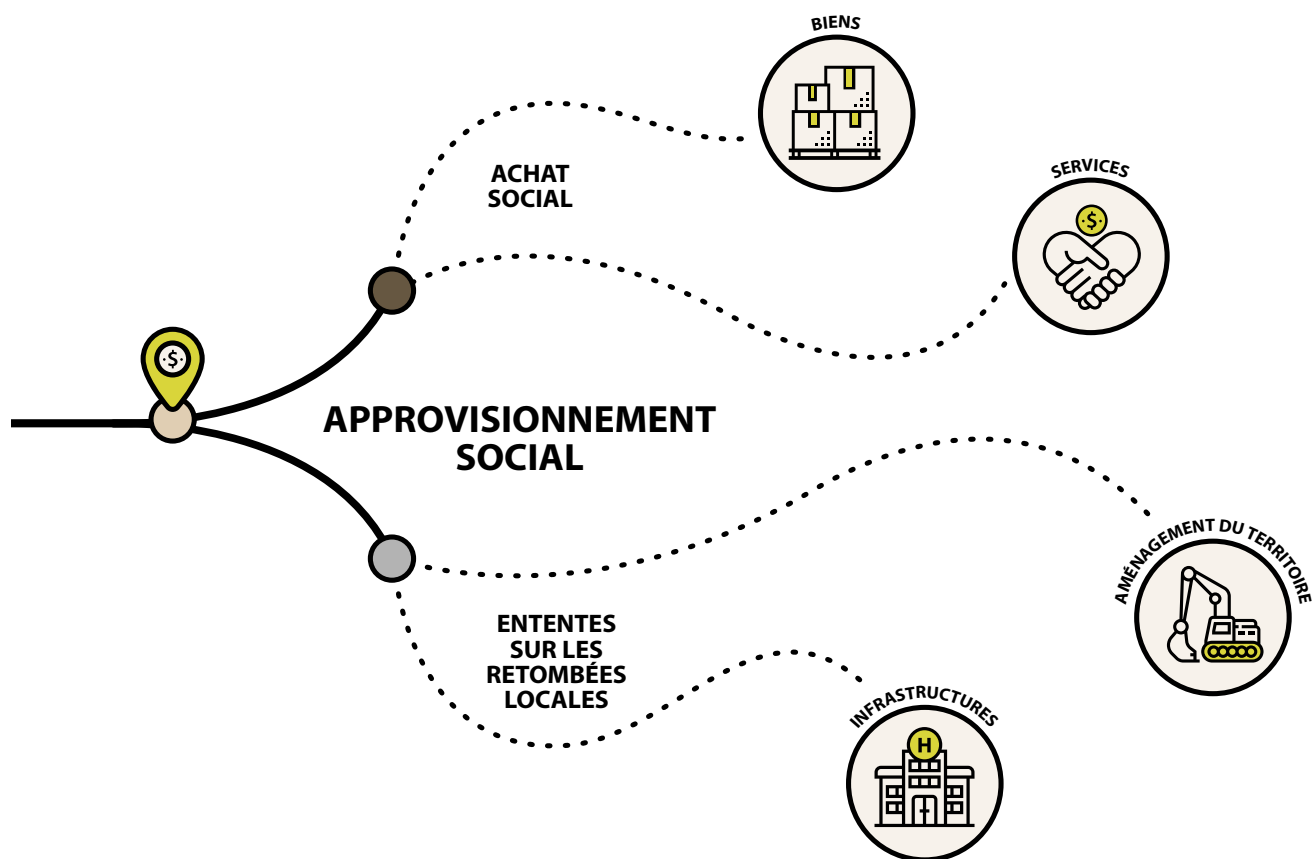 BIENS
ACHAT
SOCIAL
SERVICES
$
$
APPROVISIONNEMENT
SOCIAL
AMÉNAGEMENT DU TERRITOIRE
ENTENTES
SUR LES
RETOMBÉES
LOCALES
INFRASTRUCTURES
H